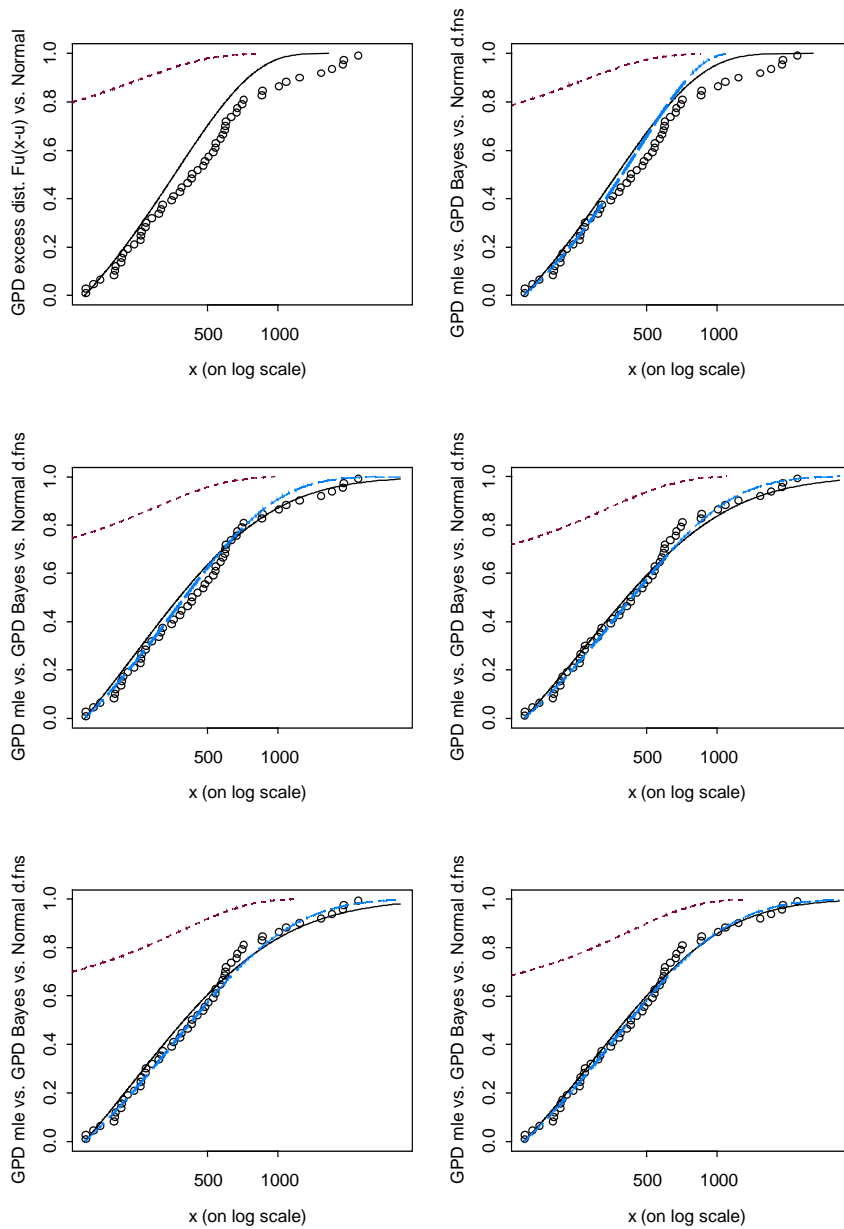 GPD excess dist. Fu(x-u) vs. Normal
0.0 0.2 0.4 0.6 0.8 1.0
500 1000
x (on log scale)
GPD mle vs. GPD Bayes vs. Normal d.fns
0.0 0.2 0.4 0.6 0.8 1.0
500 1000
x (on log scale)
GPD mle vs. GPD Bayes vs. Normal d.fns
0.0 0.2 0.4 0.6 0.8 1.0
500 1000
x (on log scale)
GPD mle vs. GPD Bayes vs. Normal d.fns
0.0 0.2 0.4 0.6 0.8 1.0
500 1000
x (on log scale)
GPD mle vs. GPD Bayes vs. Normal d.fns
0.0 0.2 0.4 0.6 0.8 1.0
500 1000
x (on log scale)
GPD mle vs. GPD Bayes vs. Normal d.fns
0.0 0.2 0.4 0.6 0.8 1.0
500 1000
x (on log scale)